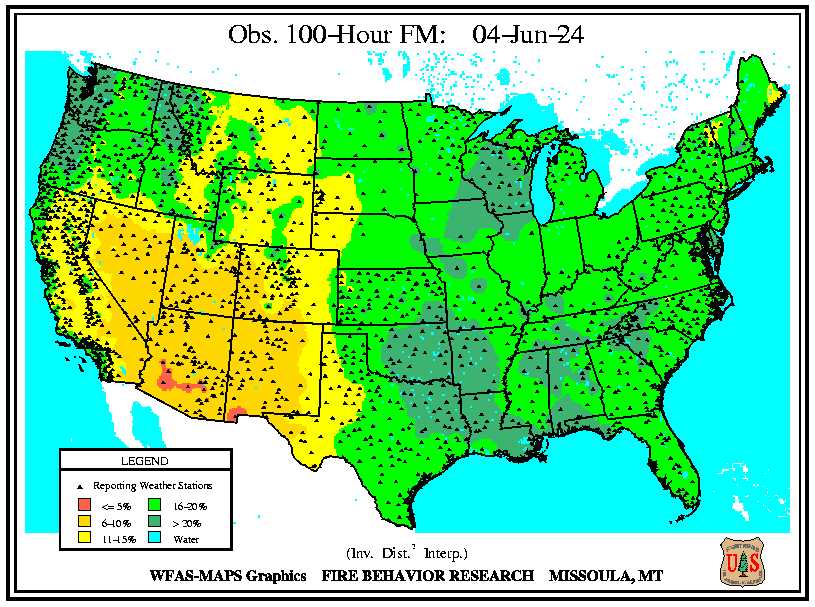 Obs. 100-Hour FM: 04-Jun-24
LEGEND
Reporting Weather Stations
<= 5% 16-20%
6-10% > 20%
11-15% Water
(Inv. Dist.² Interp.)
WFAS-MAPS Graphics FIRE BEHAVIOR RESEARCH MISSOULA, MT
U S